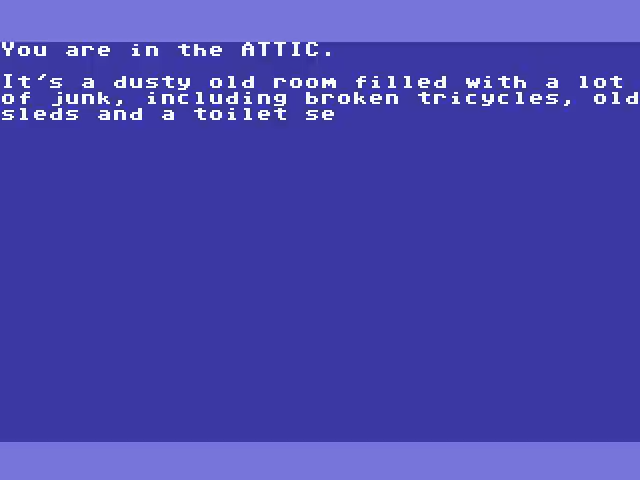 You are in the ATTIC.
It's a dusty old room filled with a lot
of junk, including broken tricycles, old
sleds and a toilet se